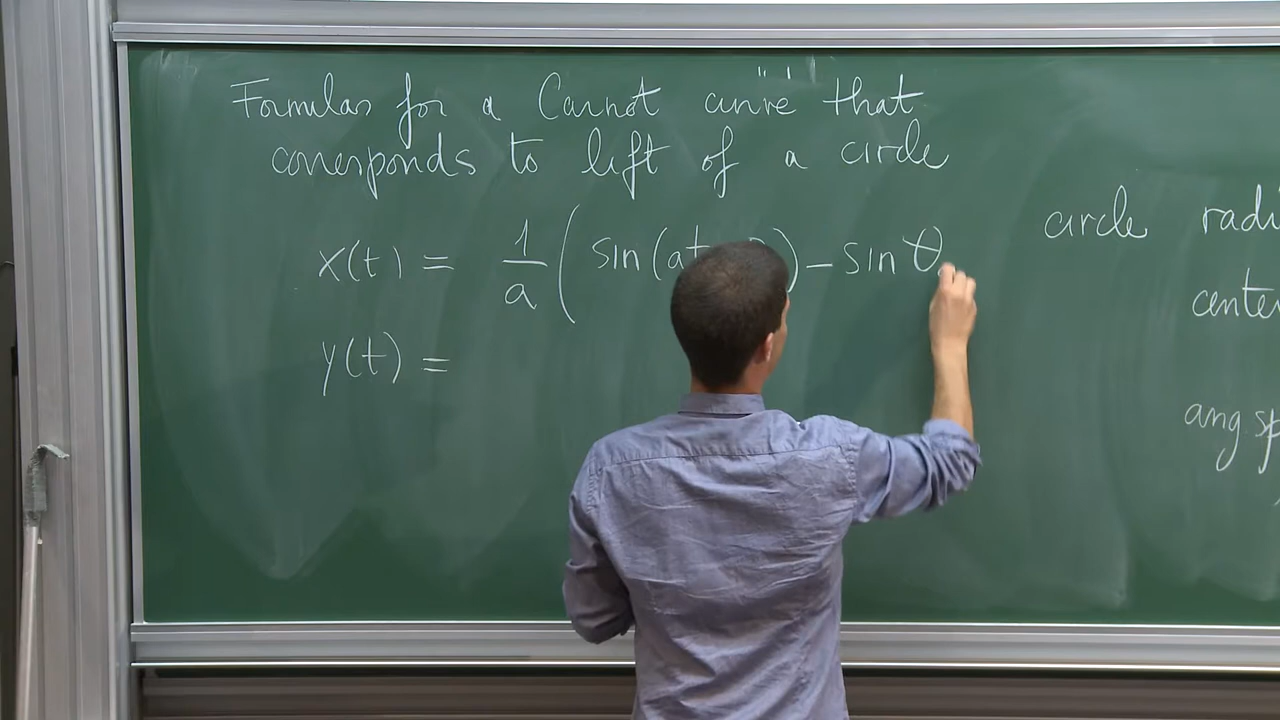 Formulas for a Carnot curve that
corresponds to lift of a circle
x(t) = 1/a ( sin(at ) – sin θ
y(t) =
circle radi
cente
ang sp